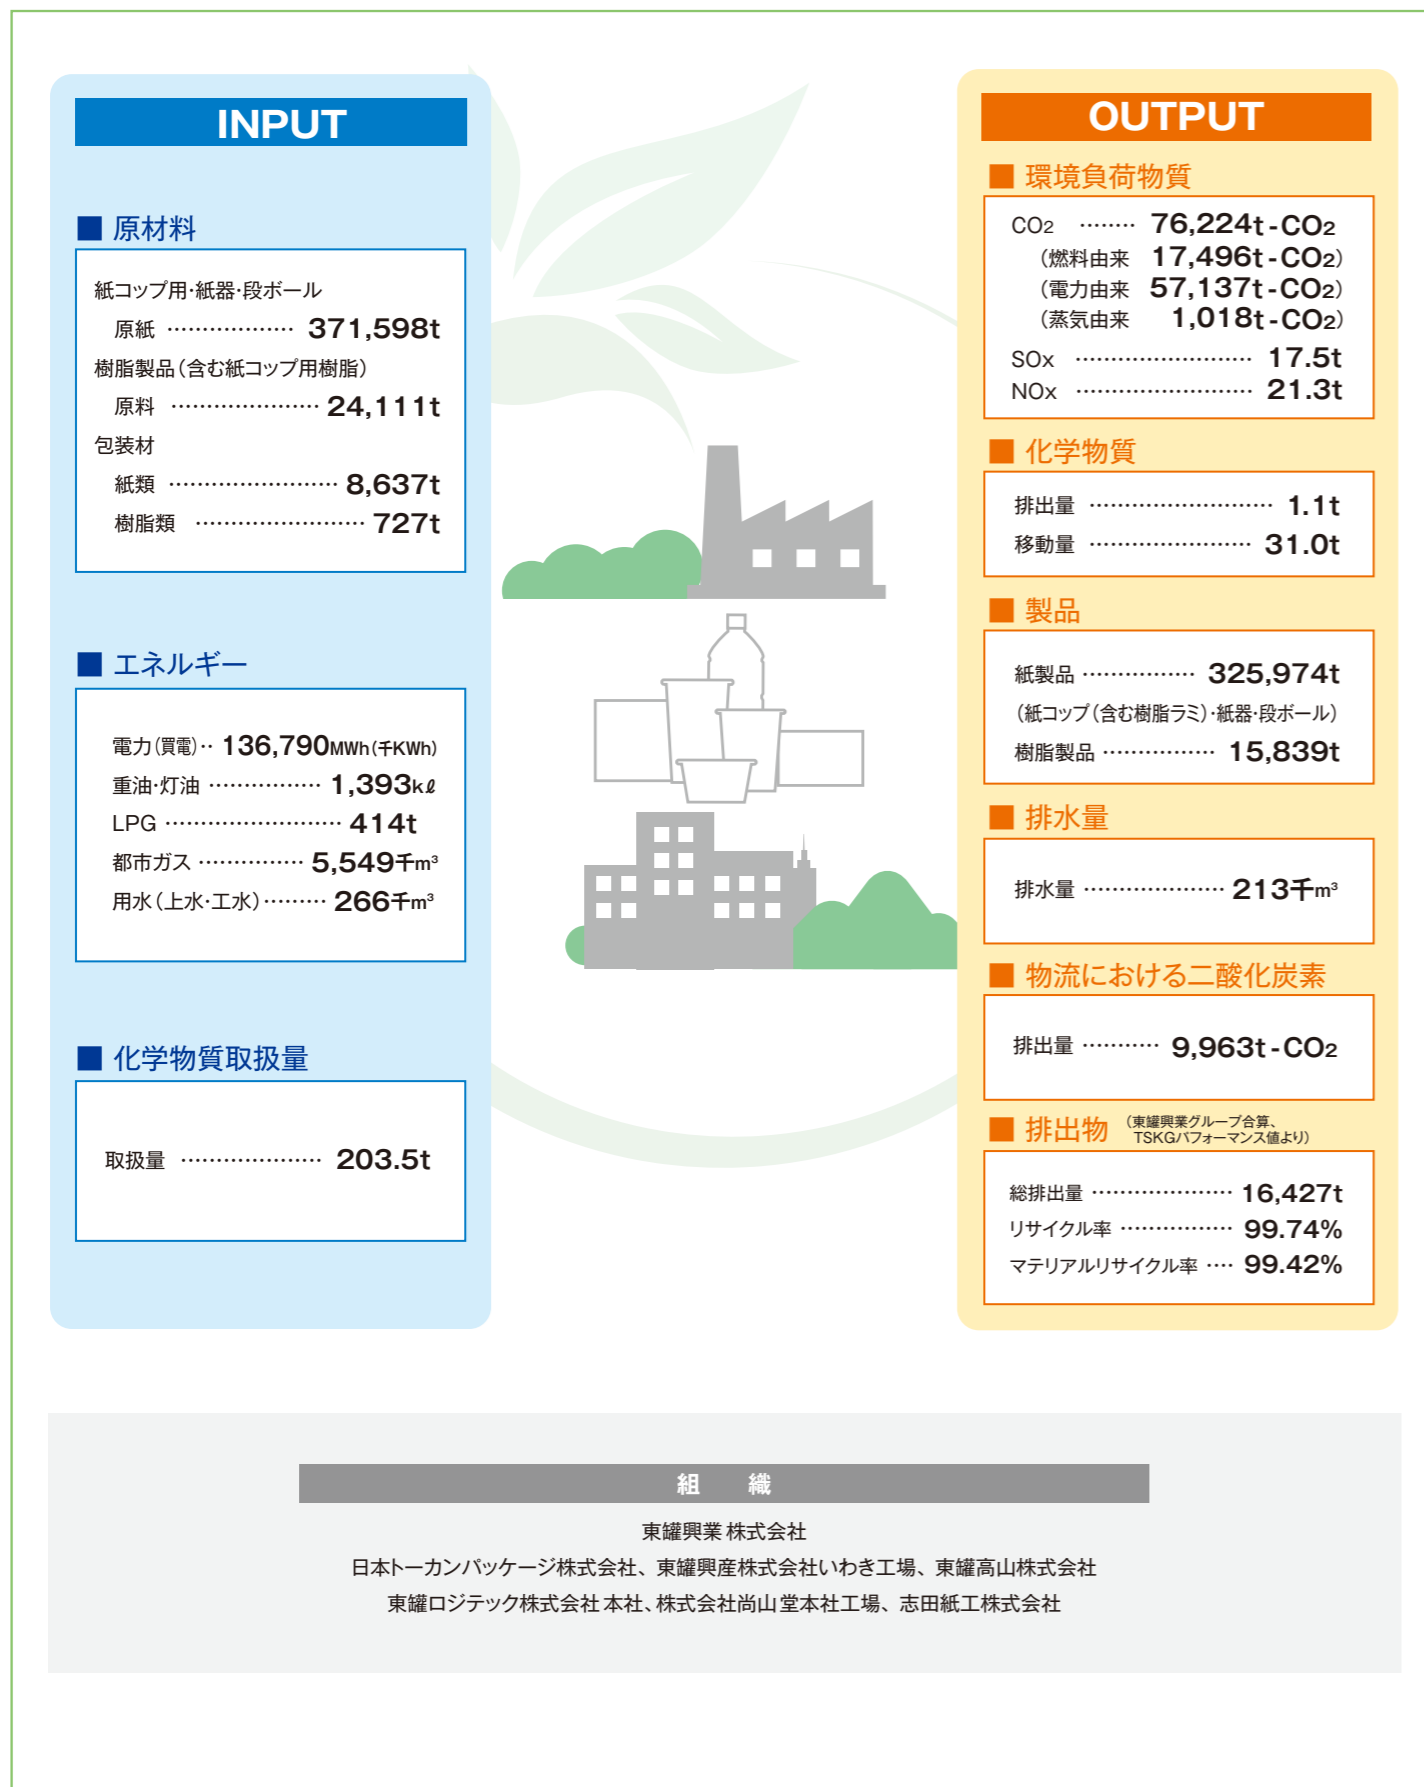 INPUT
■ 原材料
紙コップ用・紙器・段ボール
原紙 ･･････････････････ 371,598t
樹脂製品（含む紙コップ用樹脂）
原料 ･････････････････････ 24,111t
包装材
紙類 ････････････････････････ 8,637t
樹脂類 ････････････････････････ 727t
■ エネルギー
電力（買電）･･ 136,790MWh（千KWh）
重油・灯油 ････････････････ 1,393kℓ
LPG ･････････････････････････ 414t
都市ガス ･･･････････････ 5,549千m³
用水（上水・工水）･････････ 266千m³
■ 化学物質取扱量
取扱量 ････････････････････ 203.5t
OUTPUT
■ 環境負荷物質
CO₂ ････････ 76,224t-CO₂
（燃料由来 17,496t-CO₂）
（電力由来 57,137t-CO₂）
（蒸気由来 1,018t-CO₂）
SOx ･････････････････････････ 17.5t
NOx ･････････････････････････ 21.3t
■ 化学物質
排出量 ･･････････････････････････ 1.1t
移動量 ･･･････････････････････ 31.0t
■ 製品
紙製品 ････････････････ 325,974t
（紙コップ（含む樹脂ラミ）・紙器・段ボール）
樹脂製品 ････････････････ 15,839t
■ 排水量
排水量 ････････････････････ 213千m³
■ 物流における二酸化炭素
排出量 ･･･････････ 9,963t-CO₂
■ 排出物 （東罐興業グループ合算、
TSKGパフォーマンス値より）
総排出量 ････････････････････ 16,427t
リサイクル率 ････････････････ 99.74%
マテリアルリサイクル率 ････ 99.42%
組　織
東罐興業 株式会社
日本トーカンパッケージ株式会社、東罐興産株式会社いわき工場、東罐高山株式会社
東罐ロジテック株式会社 本社、株式会社尚山堂本社工場、志田紙工株式会社